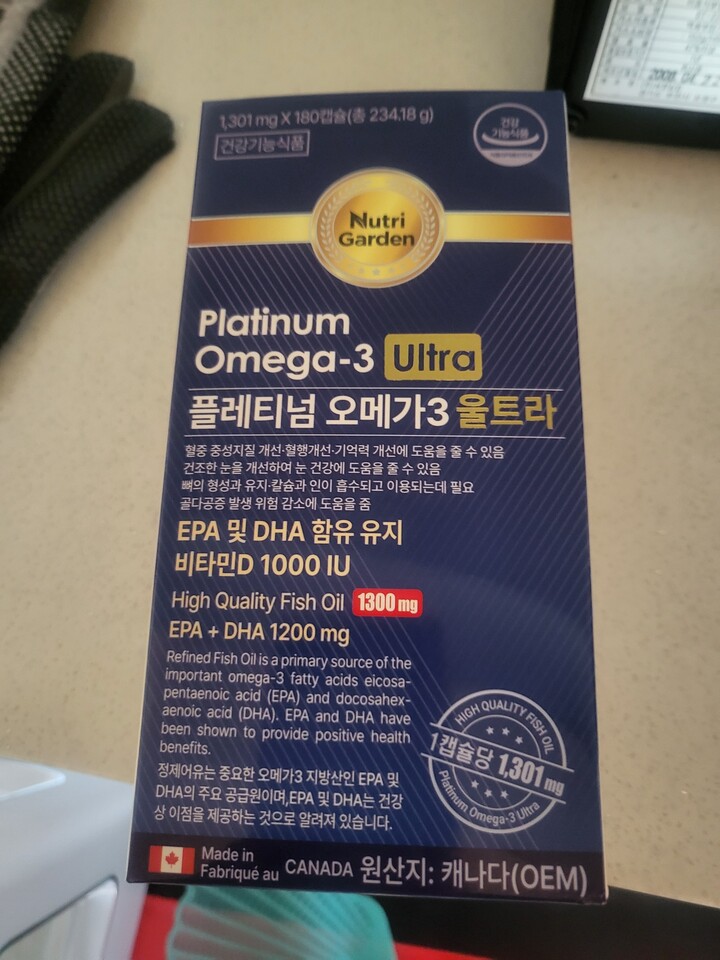 1,301 mg X 180캡슐(총 234.18 g)
건강기능식품
건강
기능식품
Nutri
Garden
Platinum
Omega-3 Ultra
플레티넘 오메가3 울트라
혈중 중성지질 개선·혈행개선·기억력 개선에 도움을 줄 수 있음
건조한 눈을 개선하여 눈 건강에 도움을 줄 수 있음
뼈의 형성과 유지·칼슘과 인이 흡수되고 이용되는데 필요
골다공증 발생 위험 감소에 도움을 줌
EPA 및 DHA 함유 유지
비타민D 1000 IU
High Quality Fish Oil 1300 mg
EPA + DHA 1200 mg
Refined Fish Oil is a primary source of the
important omega-3 fatty acids eicosa-
pentaenoic acid (EPA) and docosahex-
aenoic acid (DHA). EPA and DHA have
been shown to provide positive health
benefits.
정제어유는 중요한 오메가3 지방산인 EPA 및
DHA의 주요 공급원이며,EPA 및 DHA는 건강
상 이점을 제공하는 것으로 알려져 있습니다.
HIGH QUALITY FISH OIL
1캡슐당 1,301 mg
Platinum Omega-3 Ultra
Made in
Fabriqué au CANADA 원산지: 캐나다(OEM)